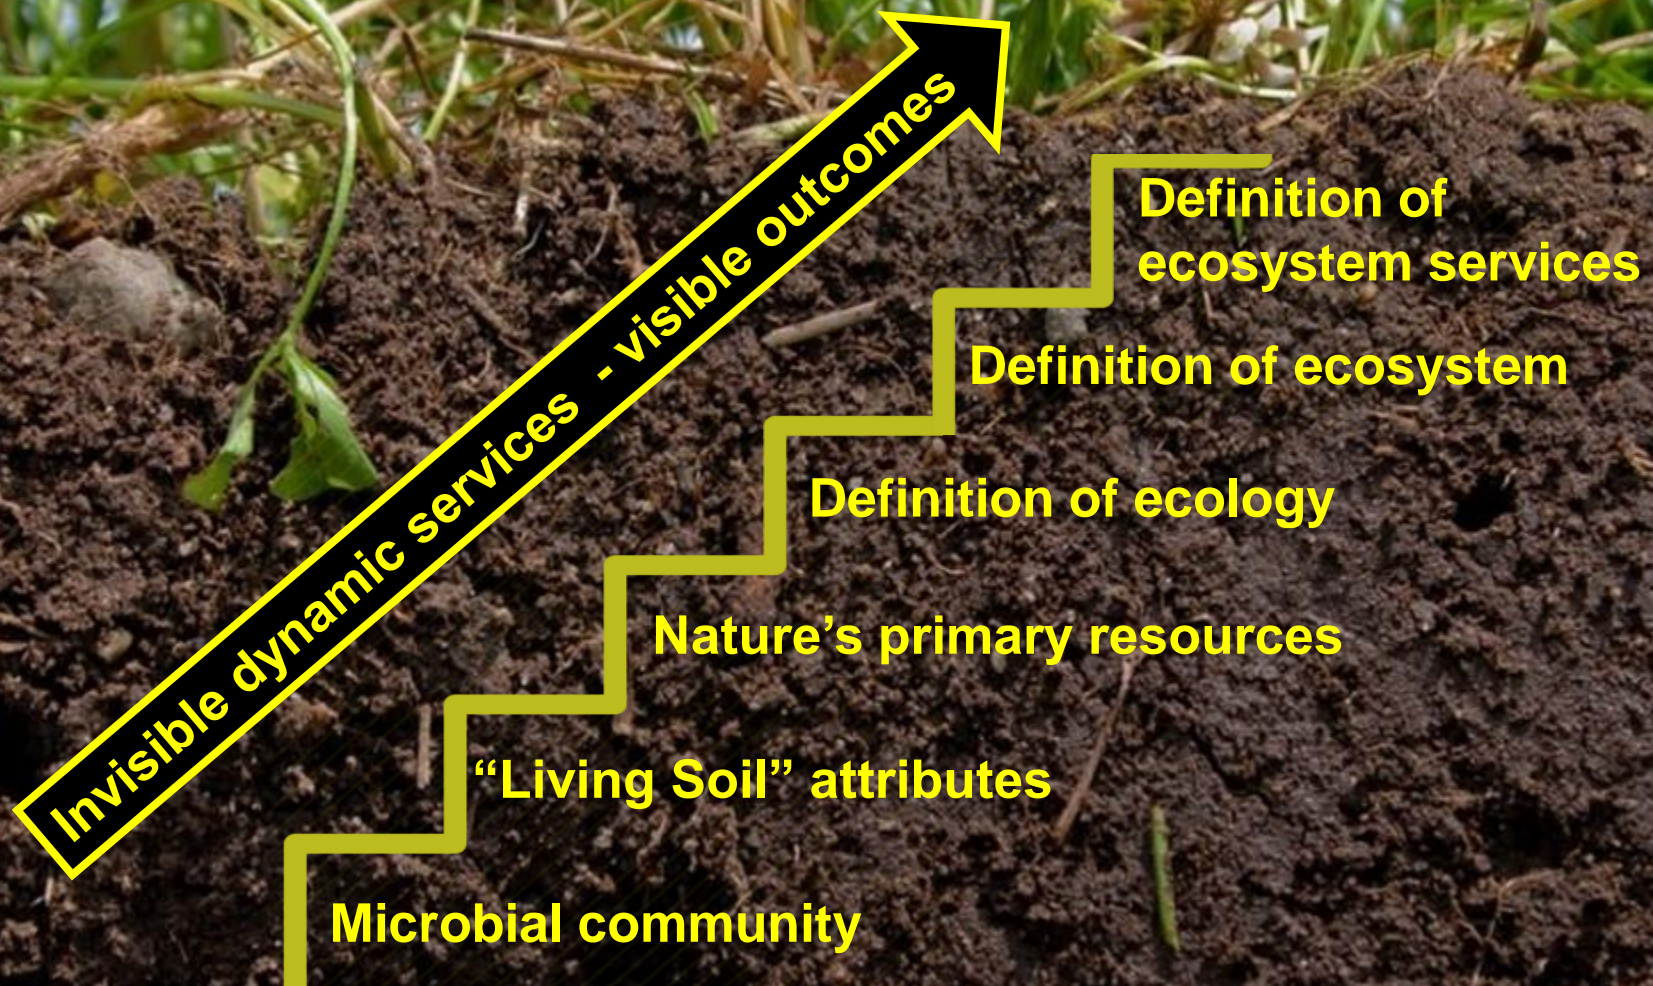 Invisible dynamic services - visible outcomes
Definition of
ecosystem services
Definition of ecosystem
Definition of ecology
Nature’s primary resources
“Living Soil” attributes
Microbial community